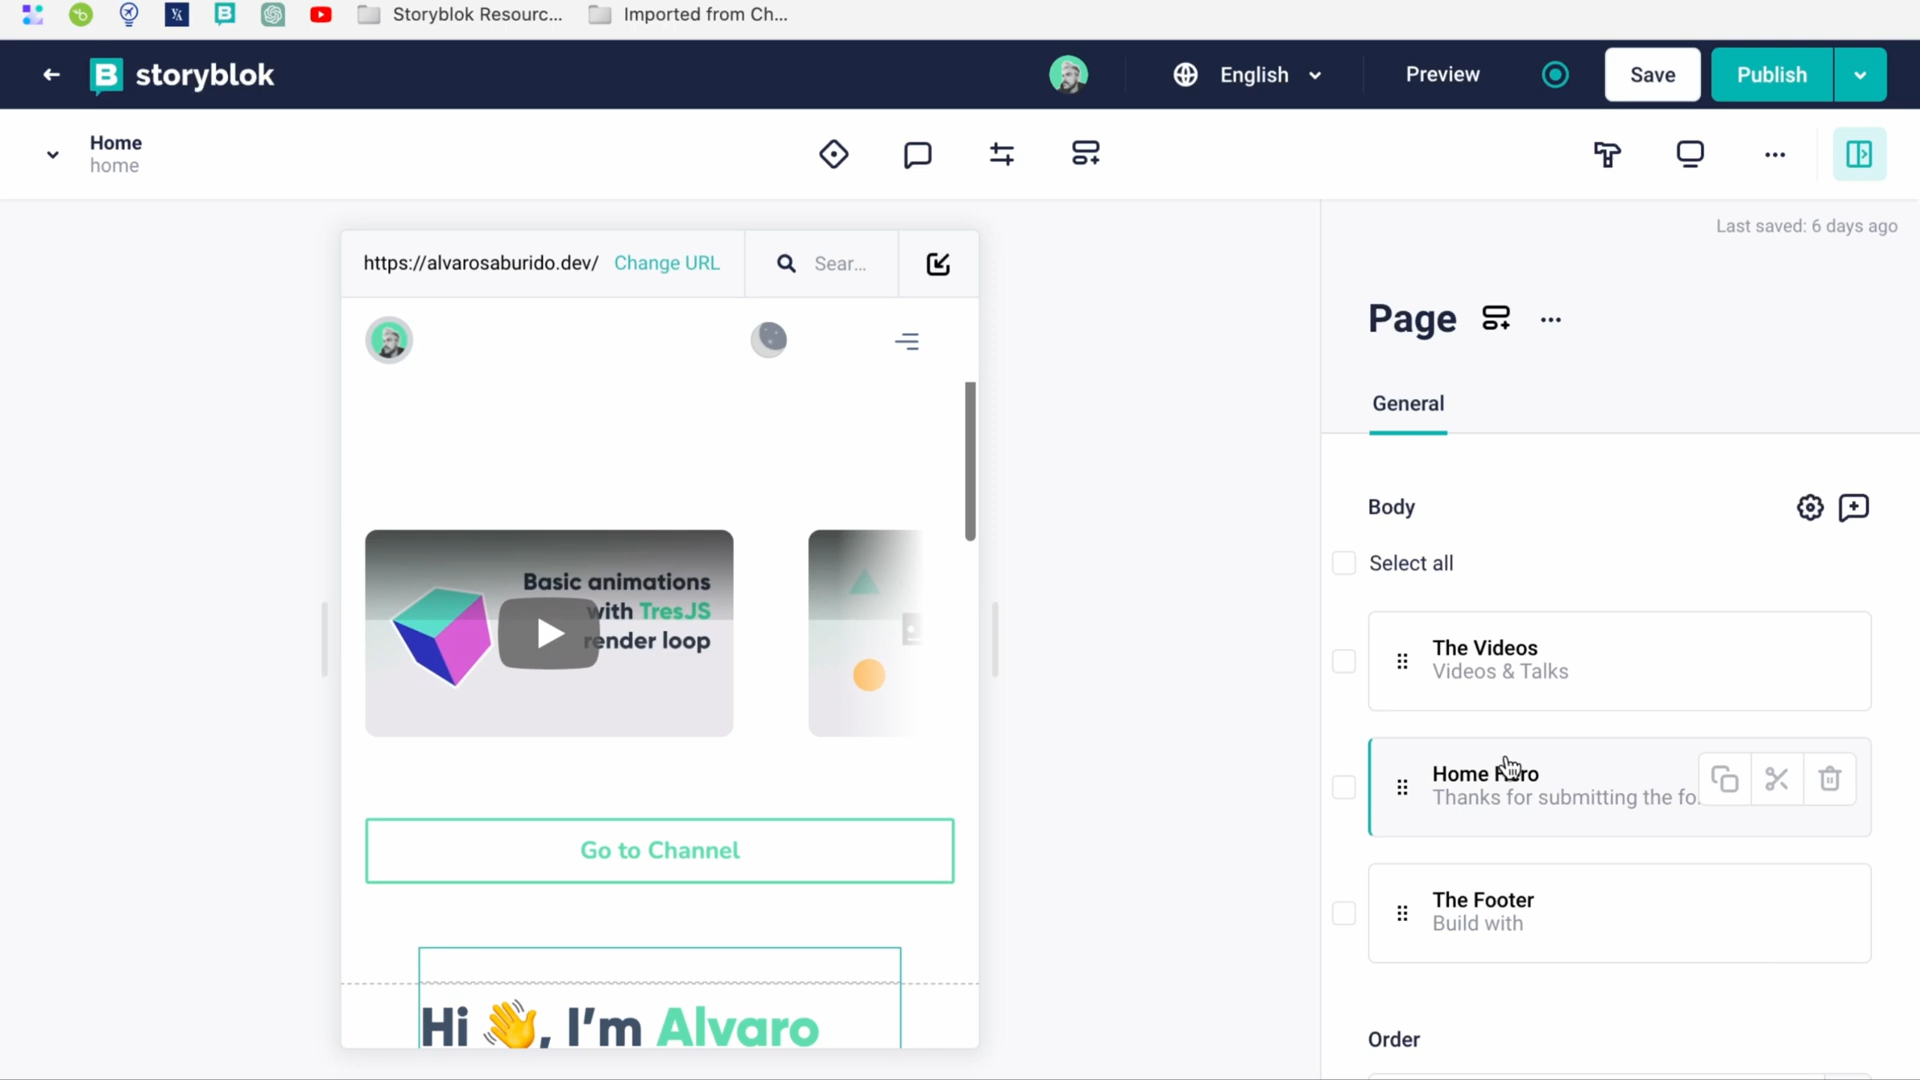 Storyblok Resourc...
Imported from Ch...
storyblok
English
Preview
Save
Publish
Home
home
Last saved: 6 days ago
https://alvarosaburido.dev/
Change URL
Sear...
Page
General
Body
Select all
Basic animations
with TresJS
render loop
The Videos
Videos & Talks
Home Hero
Thanks for submitting the fo
Go to Channel
The Footer
Build with
Hi 👋, I'm Alvaro
Order